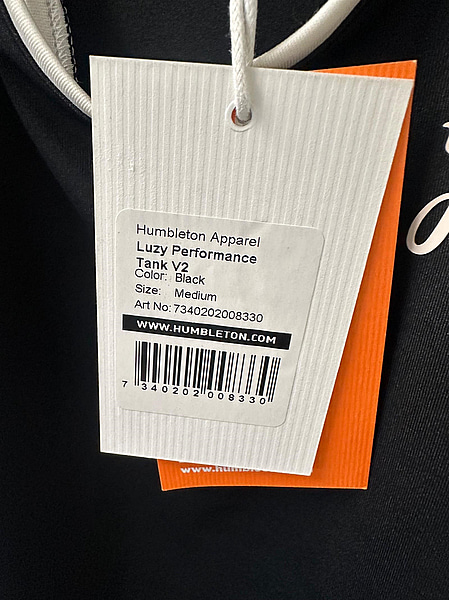 Humbleton Apparel
Luzy Performance
Tank V2
Color: Black
Size: Medium
Art No: 7340202008330
WWW.HUMBLETON.COM
7 340202 008330